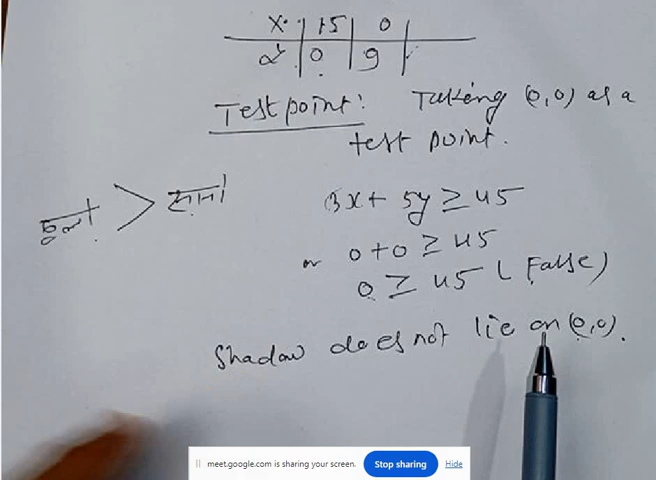 x 15 0
y 0 9
Test point: Taking (0,0) as a
test point.
3x + 5y ≥ 45
ठूलो > सानो
or 0+0 ≥ 45
0 ≥ 45 (False)
Shadow does not lie on (0,0).
meet.google.com is sharing your screen. Stop sharing Hide